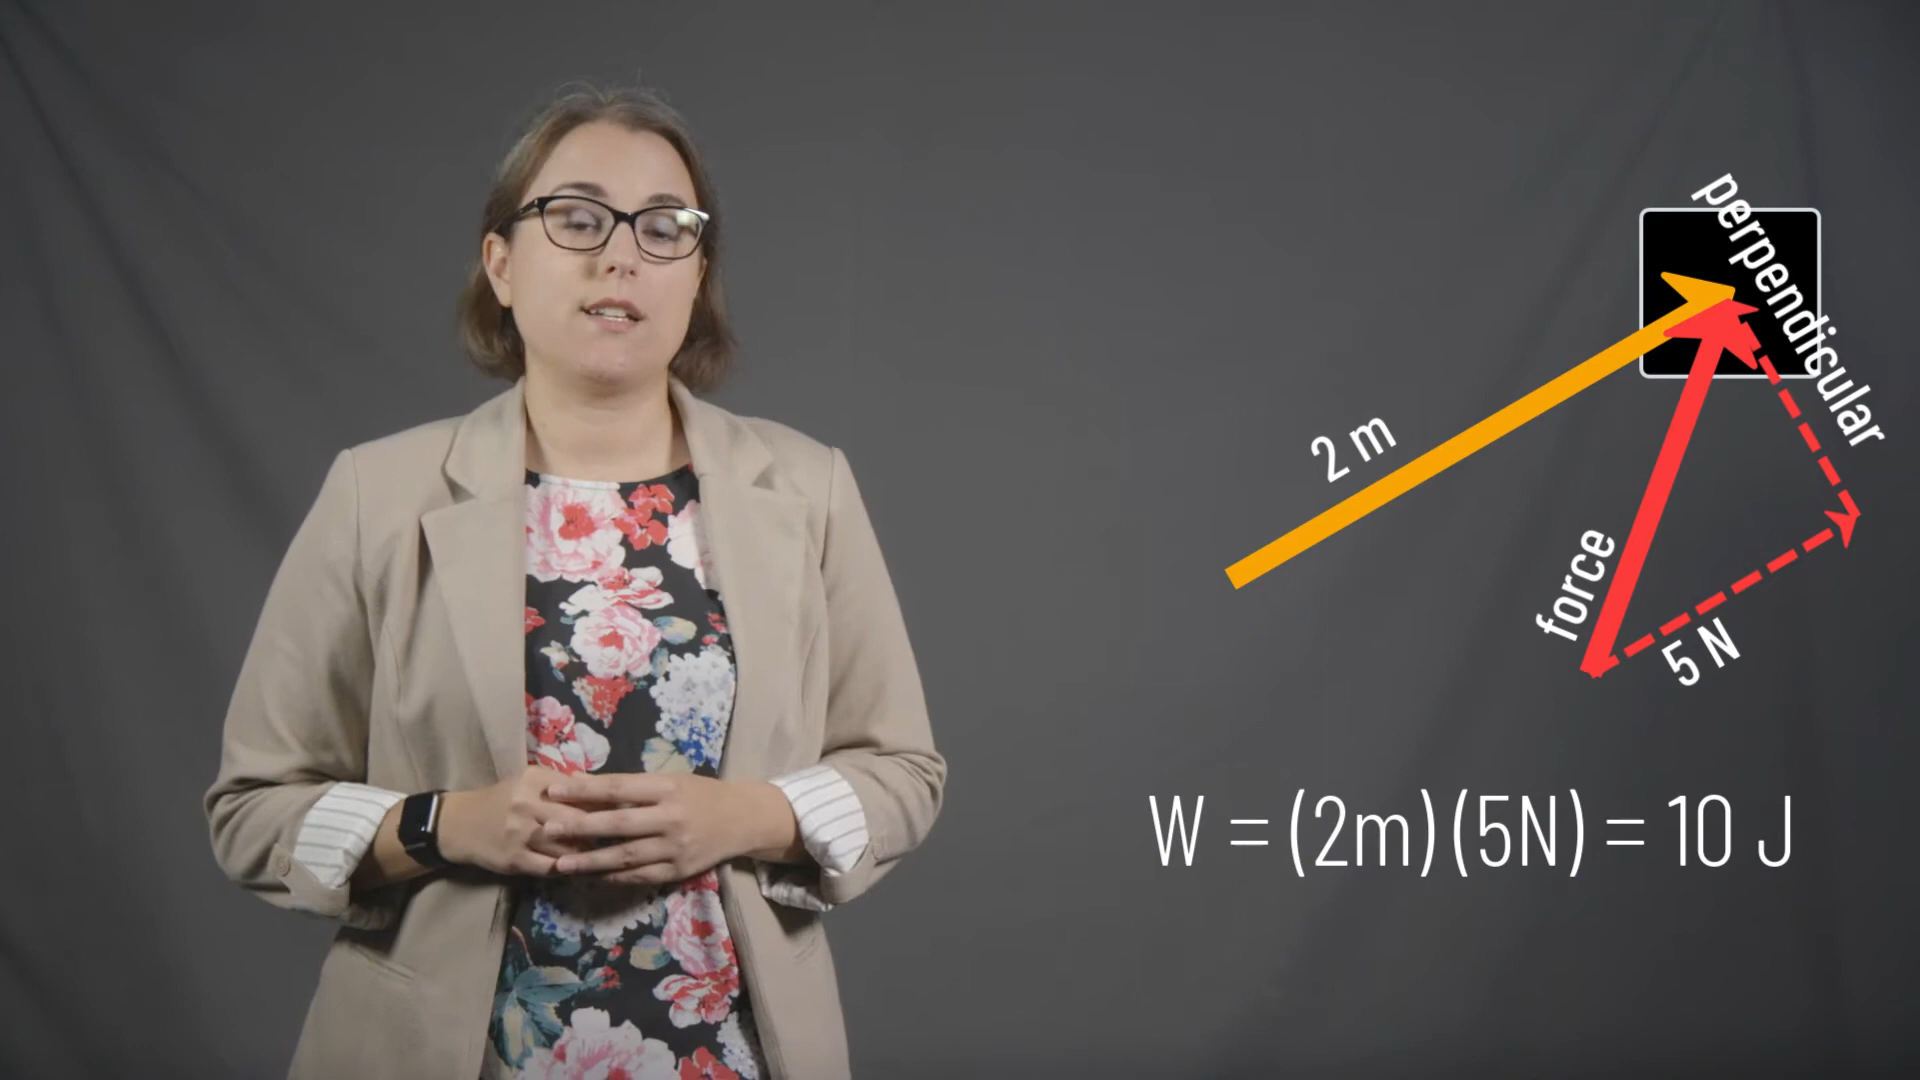 perpendicular
2 m
force
5 N
W = (2m)(5N) = 10 J